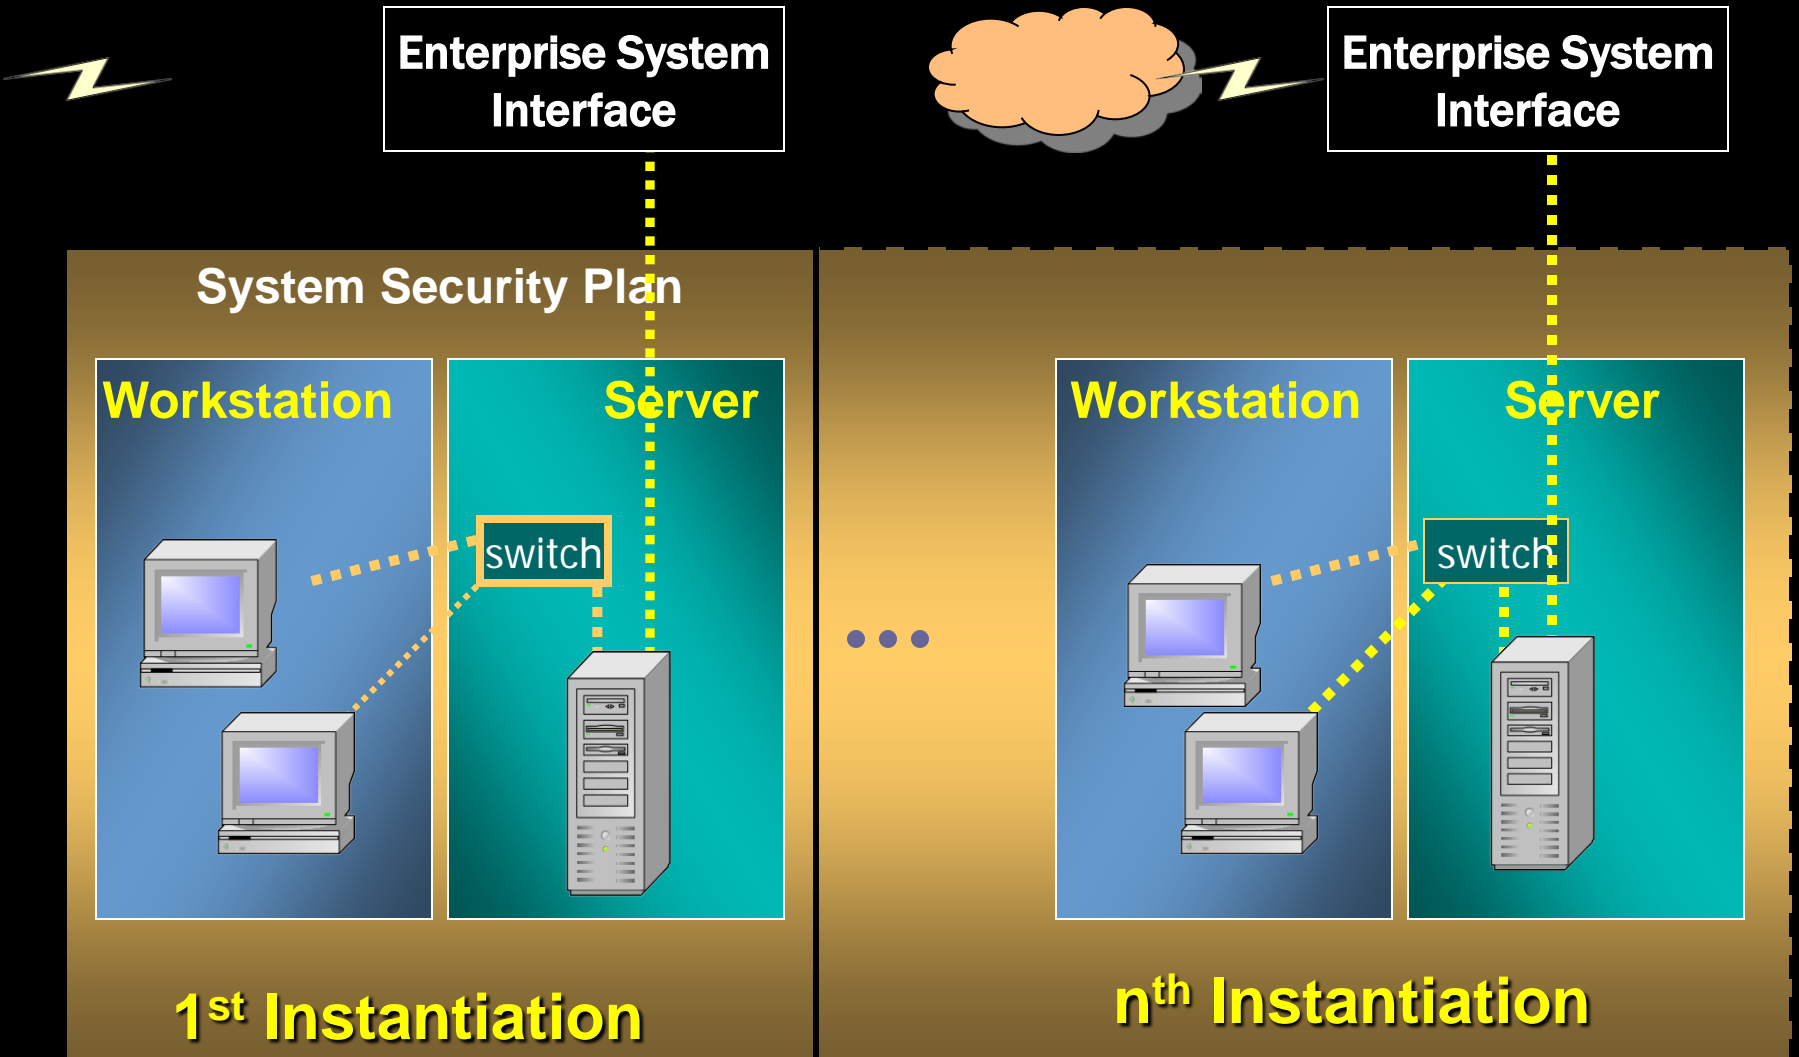 Enterprise System
Interface
Enterprise System
Interface
System Security Plan
Workstation
Server
switch
1st Instantiation
Workstation
Server
switch
nth Instantiation